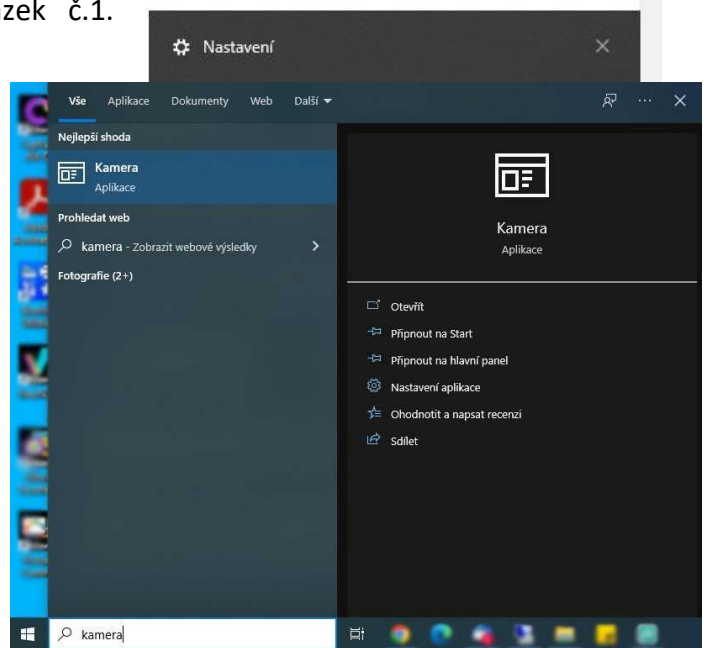 zek č.1.
Nastavení
Vše Aplikace Dokumenty Web Další
Nejlepší shoda
Kamera
Aplikace
Prohledat web
kamera - Zobrazit webové výsledky
Fotografie (2+)
Kamera
Aplikace
Otevřít
Připnout na Start
Připnout na hlavní panel
Nastavení aplikace
Ohodnotit a napsat recenzi
Sdílet
kamera